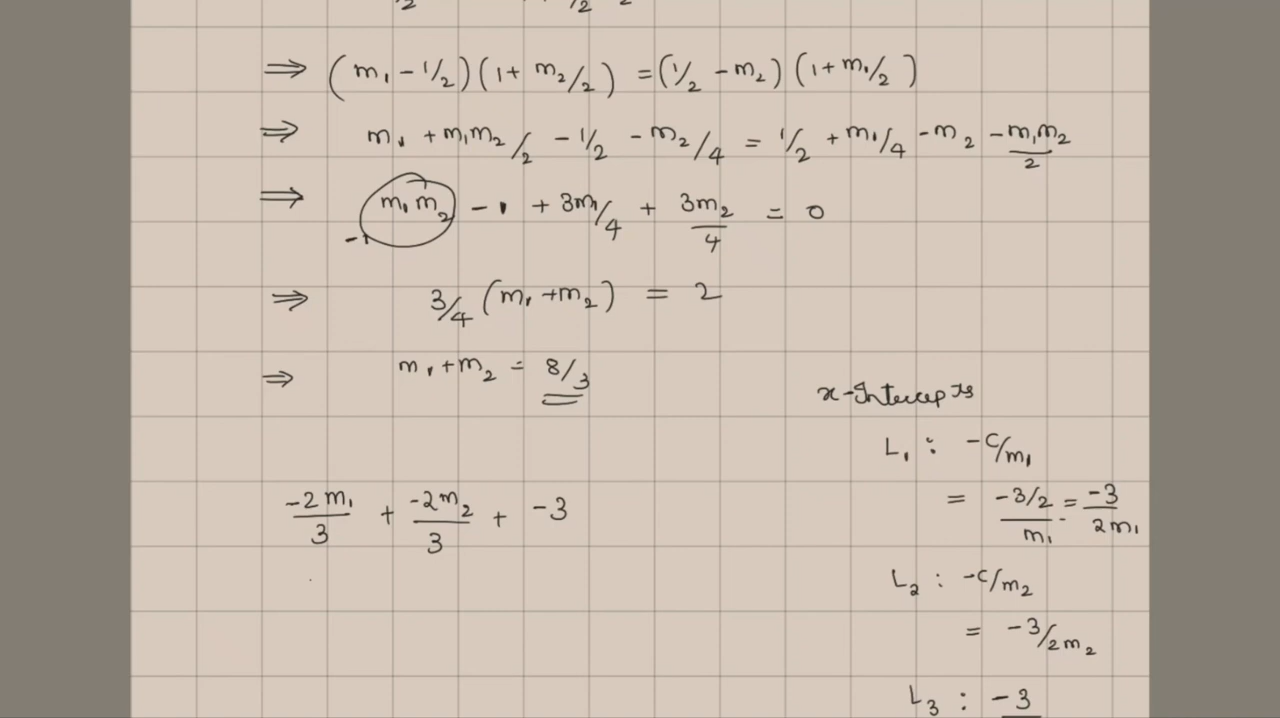 ⇒ (m₁ - 1/2)(1 + m₂/2) = (1/2 - m₂)(1 + m₁/2)
⇒ m₁ + m₁m₂/2 - 1/2 - m₂/4 = 1/2 + m₁/4 - m₂ - m₁m₂/2
⇒ m₁m₂ - 1 + 3m₁/4 + 3m₂/4 = 0
-1
⇒ 3/4 (m₁ + m₂) = 2
⇒ m₁ + m₂ = 8/3
-2m₁/3 + -2m₂/3 + -3
x-Intercepts
L₁ : -c/m₁
= -3/2/m₁ = -3/2m₁
L₂ : -c/m₂
= -3/2m₂
L₃ : -3